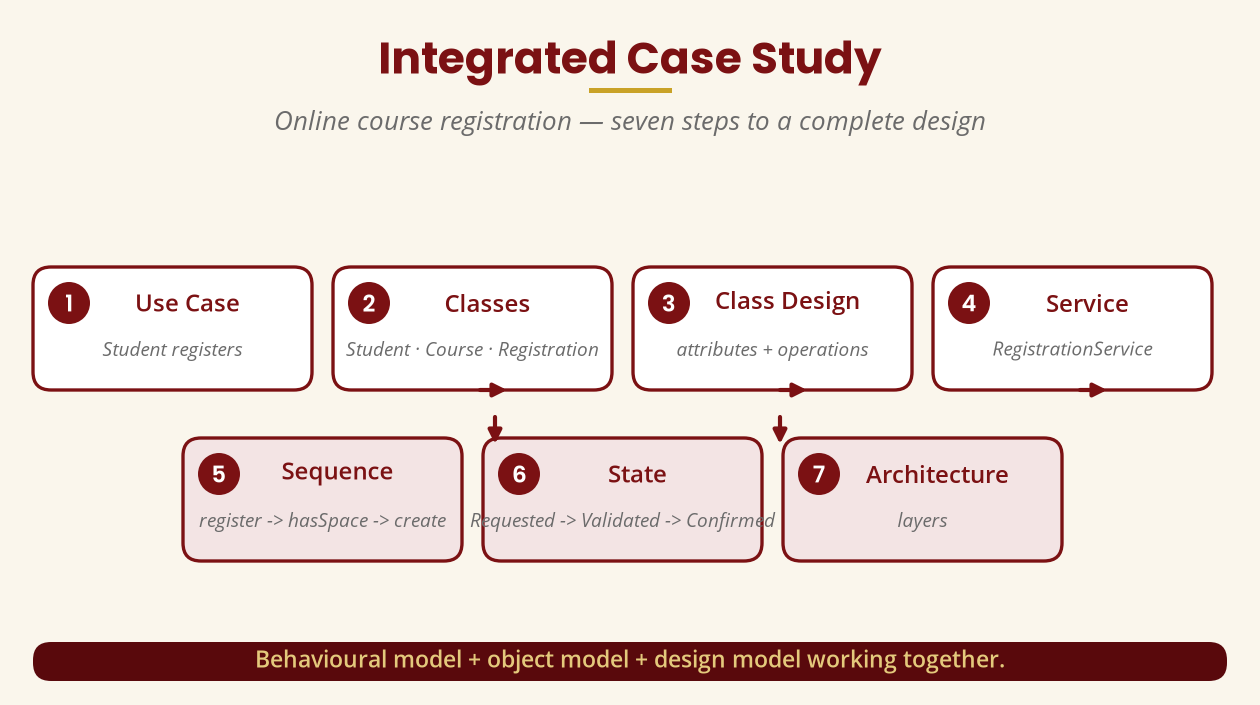 Integrated Case Study
Online course registration — seven steps to a complete design
1 Use Case
Student registers
2 Classes
Student · Course · Registration
3 Class Design
attributes + operations
4 Service
RegistrationService
5 Sequence
register -> hasSpace -> create
6 State
Requested -> Validated -> Confirmed
7 Architecture
layers
Behavioural model + object model + design model working together.